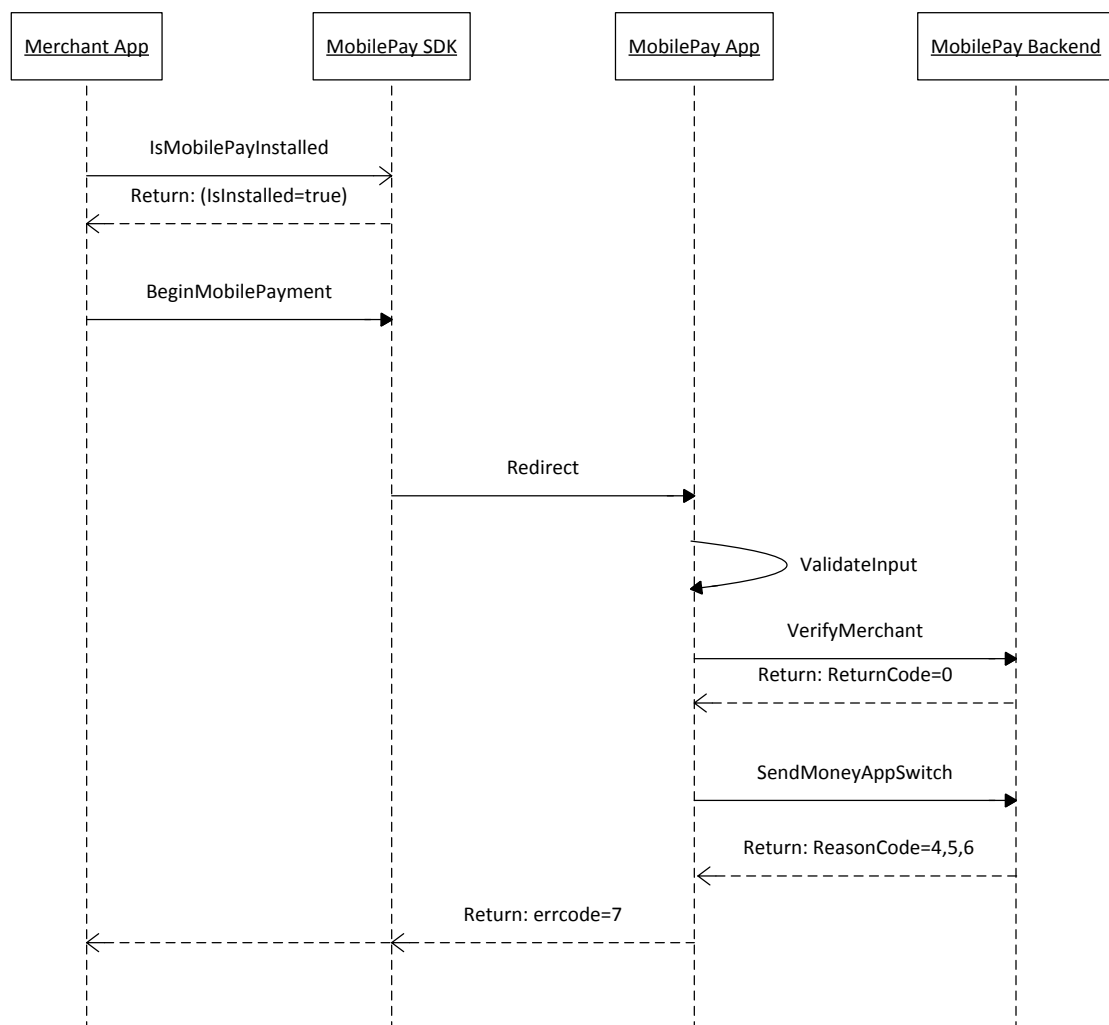 Merchant App
MobilePay SDK
MobilePay App
MobilePay Backend
IsMobilePayInstalled
Return: (IsInstalled=true)
BeginMobilePayment
Redirect
ValidateInput
VerifyMerchant
Return: ReturnCode=0
SendMoneyAppSwitch
Return: ReasonCode=4,5,6
Return: errcode=7